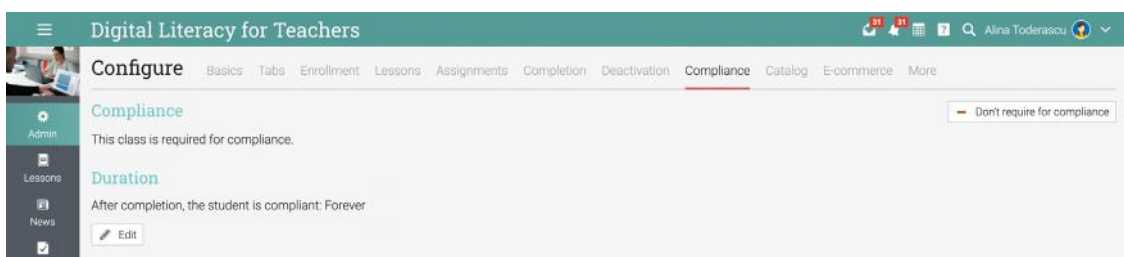 Digital Literacy for Teachers
31 31 Alina Toderascu
Configure Basics Tabs Enrollment Lessons Assignments Completion Deactivation Compliance Catalog E-commerce More
Compliance
Don't require for compliance
Admin
This class is required for compliance.
Lessons
Duration
After completion, the student is compliant: Forever
News
Edit